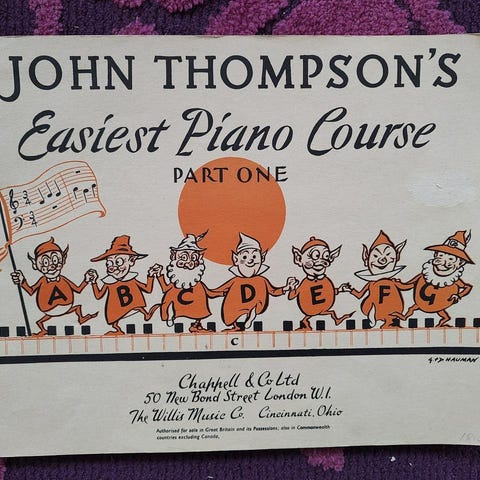 JOHN THOMPSON'S
Easiest Piano Course
PART ONE
A B C D E F G
C
G & D HAUMAN
Chappell & Co Ltd
50 New Bond Street London W.1.
The Willis Music Co. Cincinnati, Ohio
Authorised for sale in Great Britain and its Possessions; also in Commonwealth
countries excluding Canada.